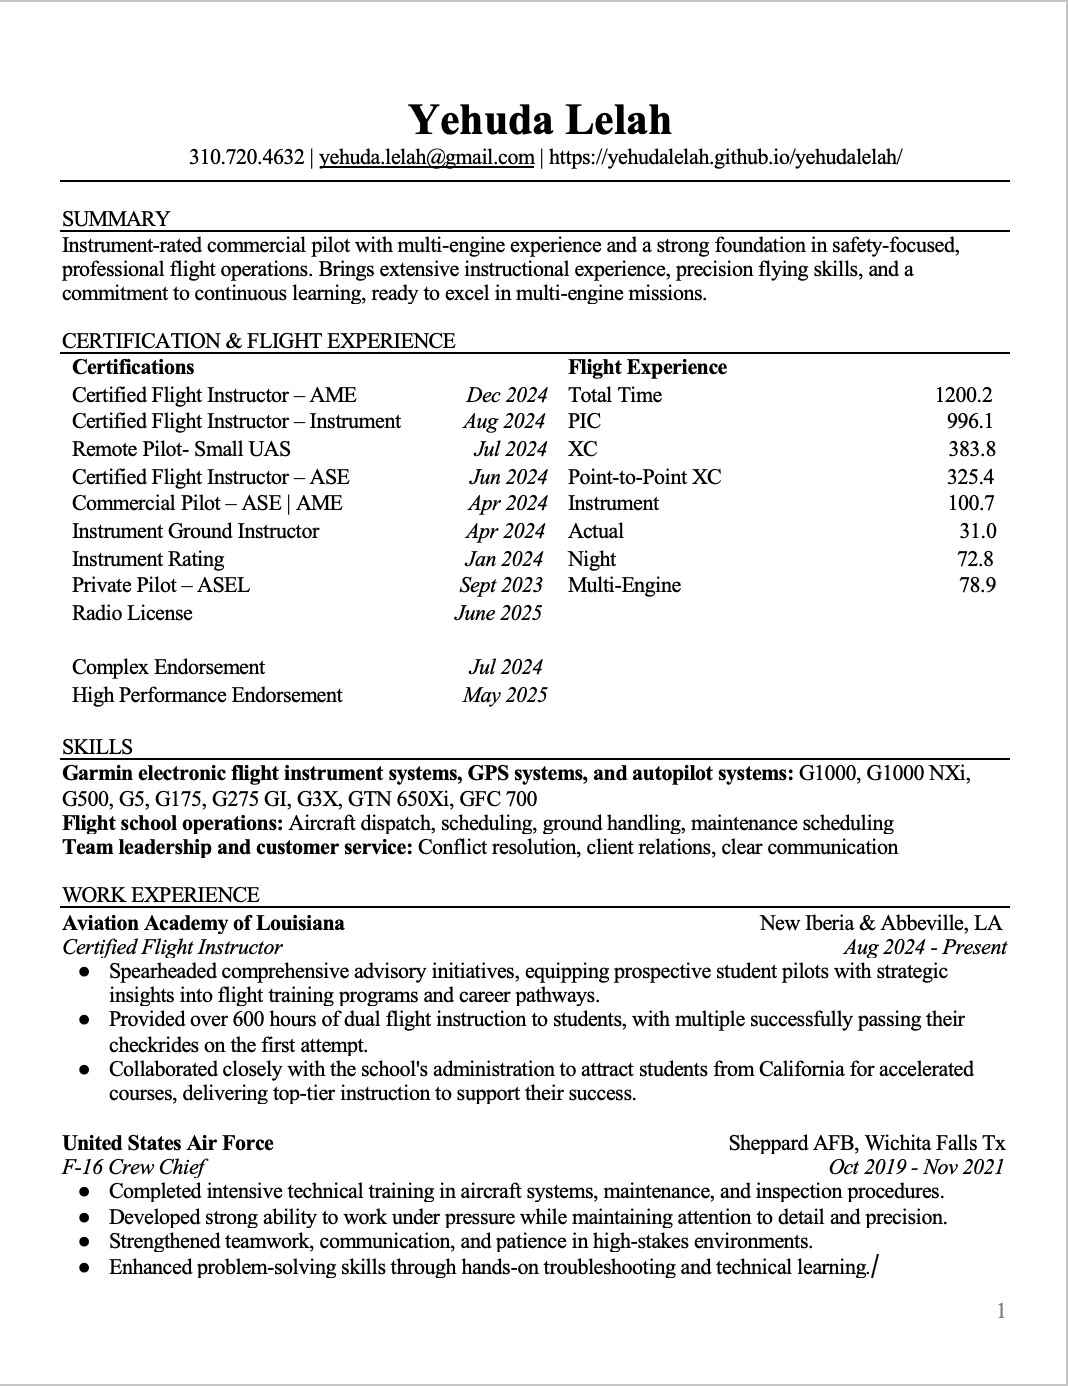 Yehuda Lelah
310.720.4632 | yehuda.lelah@gmail.com | https://yehudalelah.github.io/yehudalelah/
SUMMARY
Instrument-rated commercial pilot with multi-engine experience and a strong foundation in safety-focused,
professional flight operations. Brings extensive instructional experience, precision flying skills, and a
commitment to continuous learning, ready to excel in multi-engine missions.
CERTIFICATION & FLIGHT EXPERIENCE
Certifications Flight Experience
Certified Flight Instructor – AME Dec 2024 Total Time 1200.2
Certified Flight Instructor – Instrument Aug 2024 PIC 996.1
Remote Pilot- Small UAS Jul 2024 XC 383.8
Certified Flight Instructor – ASE Jun 2024 Point-to-Point XC 325.4
Commercial Pilot – ASE | AME Apr 2024 Instrument 100.7
Instrument Ground Instructor Apr 2024 Actual 31.0
Instrument Rating Jan 2024 Night 72.8
Private Pilot – ASEL Sept 2023 Multi-Engine 78.9
Radio License June 2025
Complex Endorsement Jul 2024
High Performance Endorsement May 2025
SKILLS
Garmin electronic flight instrument systems, GPS systems, and autopilot systems: G1000, G1000 NXi,
G500, G5, G175, G275 GI, G3X, GTN 650Xi, GFC 700
Flight school operations: Aircraft dispatch, scheduling, ground handling, maintenance scheduling
Team leadership and customer service: Conflict resolution, client relations, clear communication
WORK EXPERIENCE
Aviation Academy of Louisiana New Iberia & Abbeville, LA
Certified Flight Instructor Aug 2024 - Present
● Spearheaded comprehensive advisory initiatives, equipping prospective student pilots with strategic
insights into flight training programs and career pathways.
● Provided over 600 hours of dual flight instruction to students, with multiple successfully passing their
checkrides on the first attempt.
● Collaborated closely with the school's administration to attract students from California for accelerated
courses, delivering top-tier instruction to support their success.
United States Air Force Sheppard AFB, Wichita Falls Tx
F-16 Crew Chief Oct 2019 - Nov 2021
● Completed intensive technical training in aircraft systems, maintenance, and inspection procedures.
● Developed strong ability to work under pressure while maintaining attention to detail and precision.
● Strengthened teamwork, communication, and patience in high-stakes environments.
● Enhanced problem-solving skills through hands-on troubleshooting and technical learning./
1